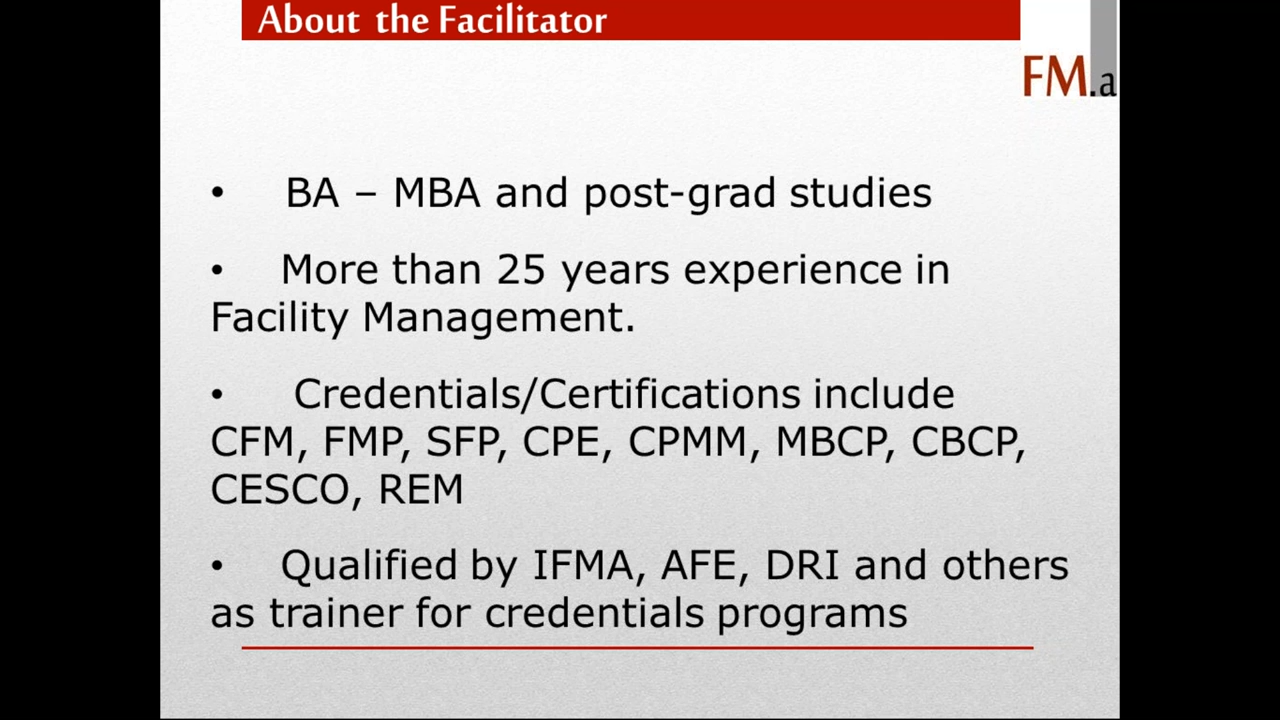 About the Facilitator
FM.a
• BA – MBA and post-grad studies
• More than 25 years experience in
Facility Management.
• Credentials/Certifications include
CFM, FMP, SFP, CPE, CPMM, MBCP, CBCP,
CESCO, REM
• Qualified by IFMA, AFE, DRI and others
as trainer for credentials programs